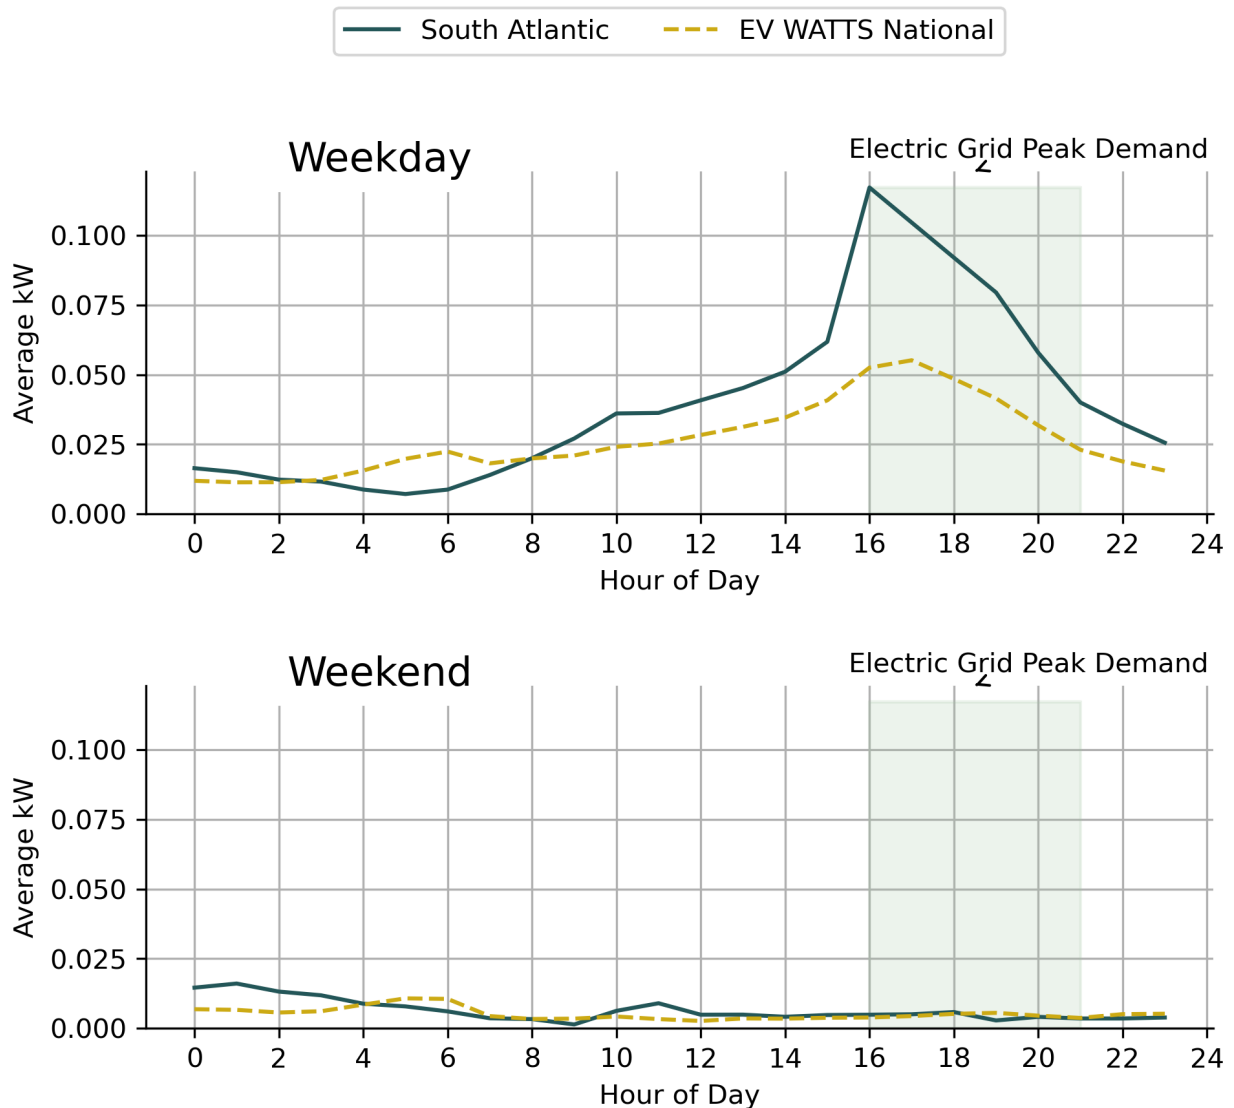 South Atlantic EV WATTS National
Weekday
Electric Grid Peak Demand
Average kW
0.100
0.075
0.050
0.025
0.000
0 2 4 6 8 10 12 14 16 18 20 22 24
Hour of Day
Weekend
Electric Grid Peak Demand
Average kW
0.100
0.075
0.050
0.025
0.000
0 2 4 6 8 10 12 14 16 18 20 22 24
Hour of Day